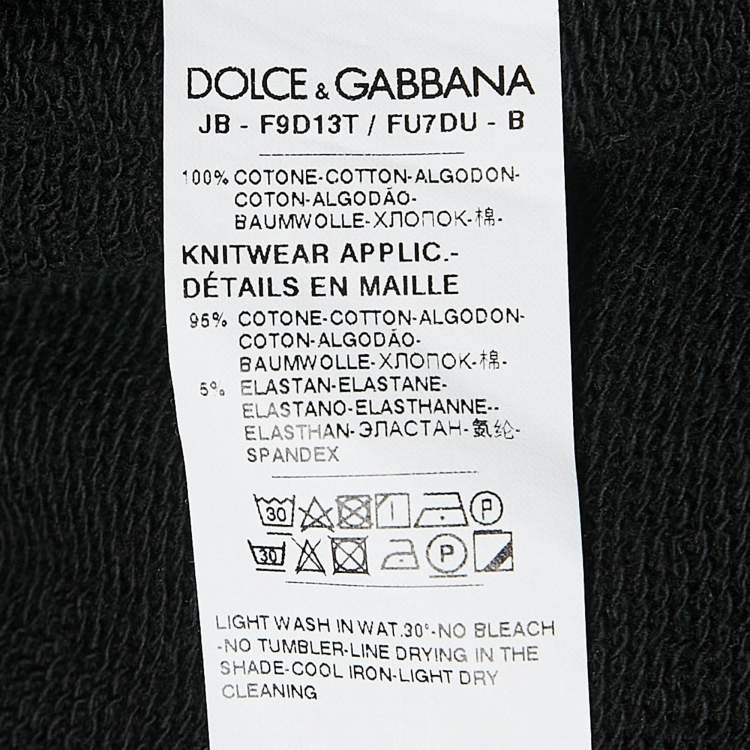 DOLCE & GABBANA
JB - F9D13T / FU7DU - B
100% COTONE-COTTON-ALGODON-
COTON-ALGODÃO-
BAUMWOLLE-ХЛОПОК-棉-
KNITWEAR APPLIC.-
DÉTAILS EN MAILLE
95% COTONE-COTTON-ALGODON-
COTON-ALGODÃO-
BAUMWOLLE-ХЛОПОК-棉-
5% ELASTAN-ELASTANE-
ELASTANO-ELASTHANNE--
ELASTHAN-ЭЛАСТАН-氨纶-
SPANDEX
30 P
30 P
LIGHT WASH IN WAT.30°-NO BLEACH
-NO TUMBLER-LINE DRYING IN THE
SHADE-COOL IRON-LIGHT DRY
CLEANING